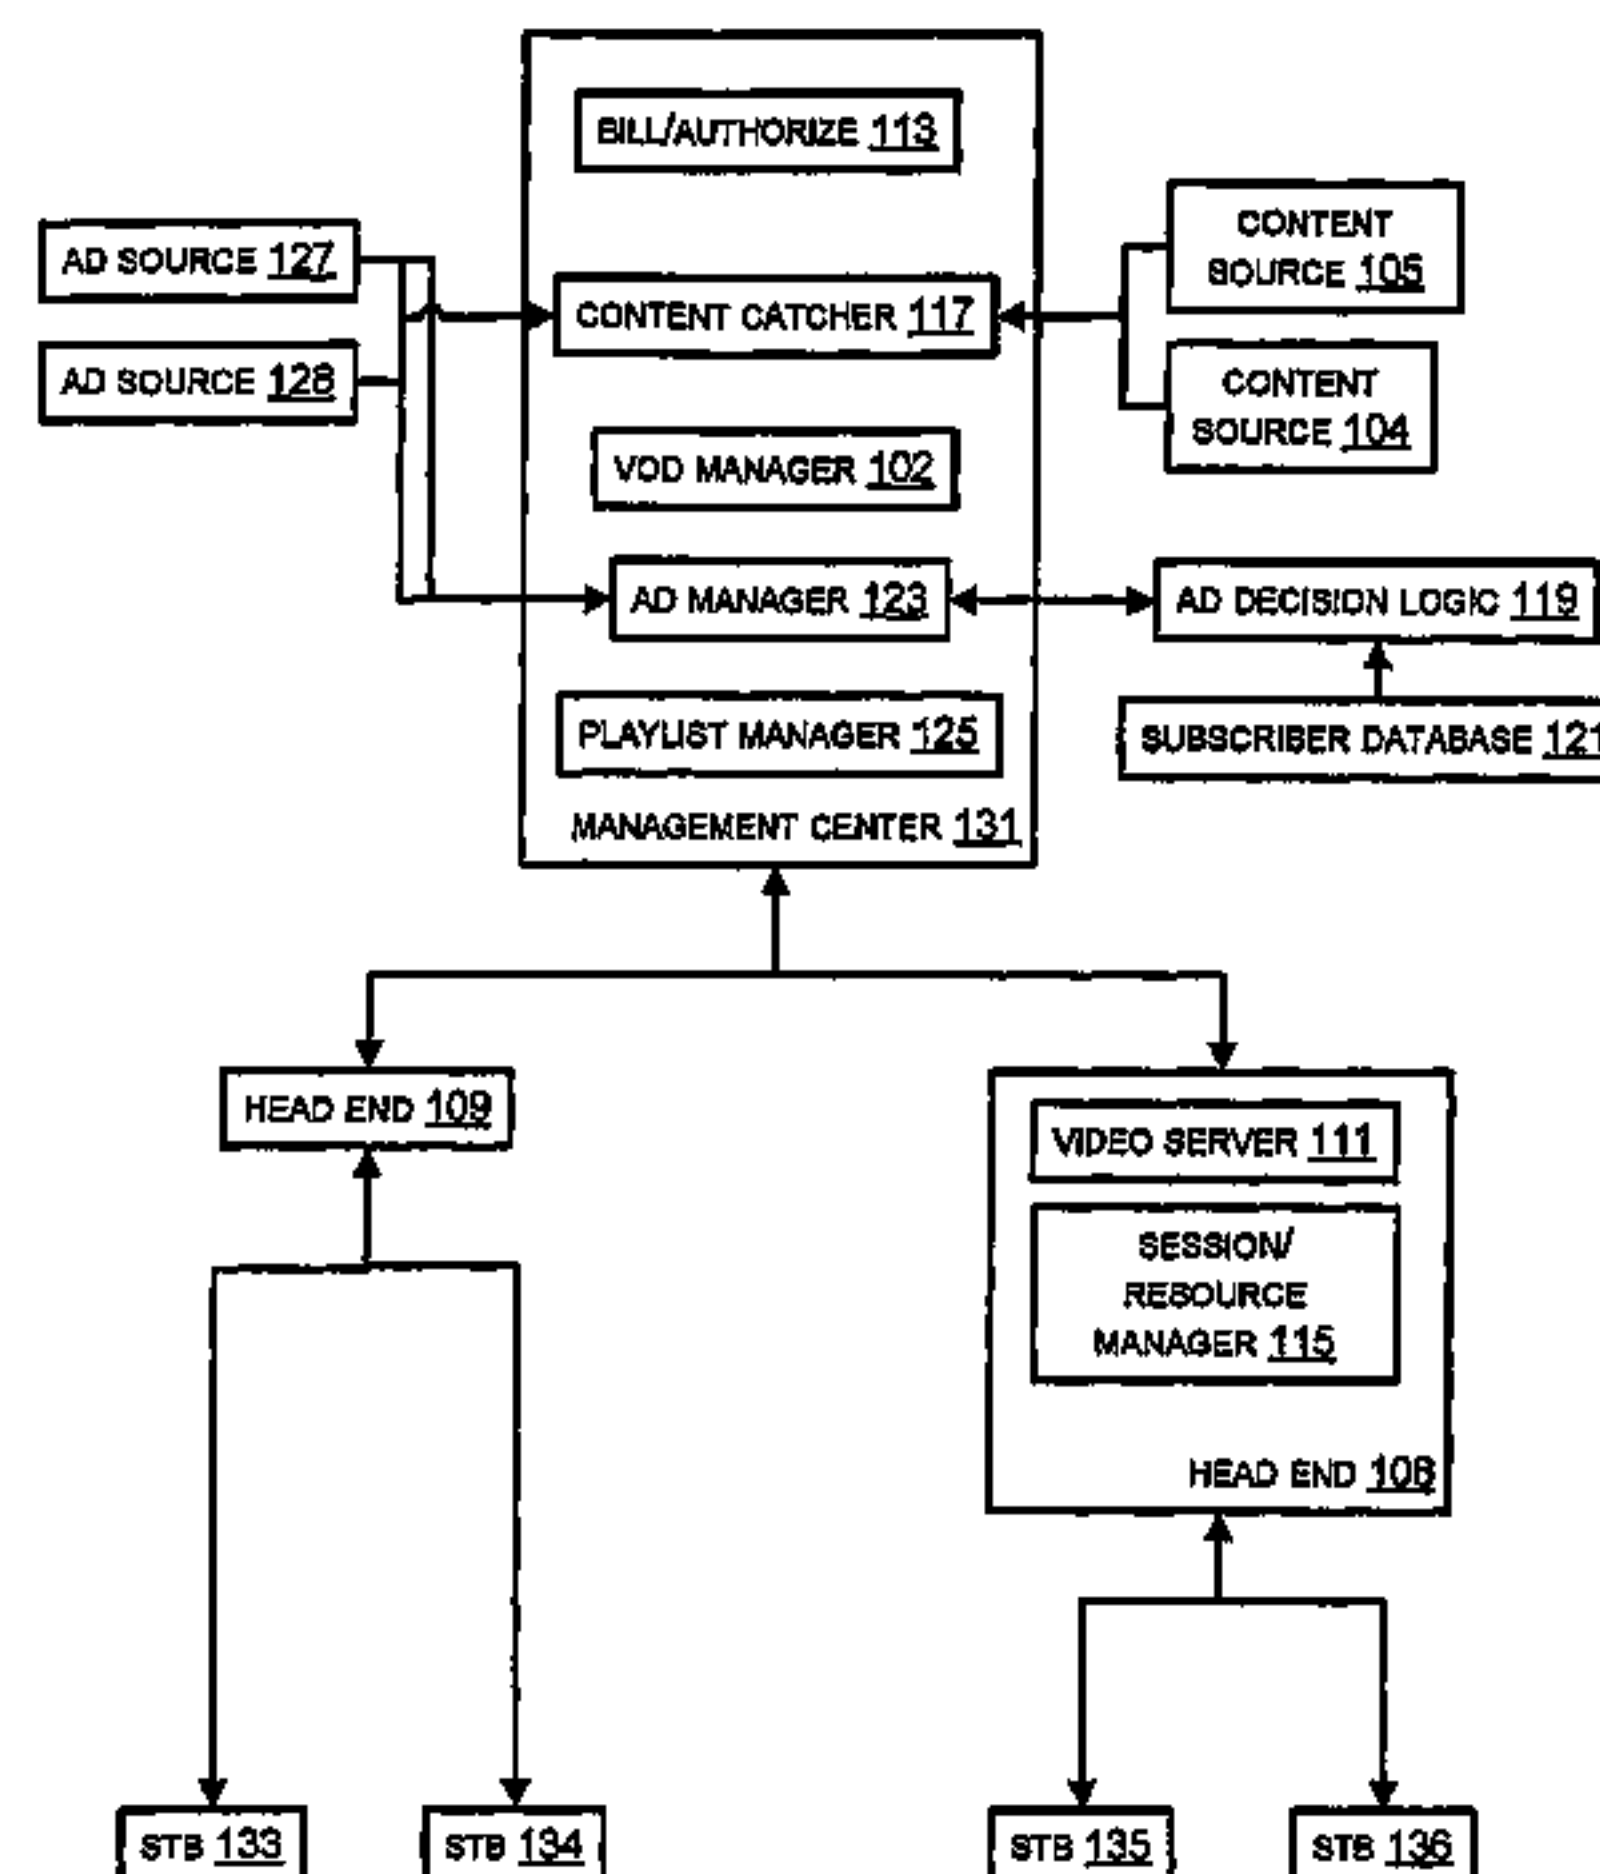 BILL/AUTHORIZE 113
AD SOURCE 127
CONTENT
SOURCE 105
CONTENT CATCHER 117
AD SOURCE 128
CONTENT
SOURCE 104
VOD MANAGER 102
AD MANAGER 123
AD DECISION LOGIC 119
PLAYLIST MANAGER 125
SUBSCRIBER DATABASE 121
MANAGEMENT CENTER 131
HEAD END 109
VIDEO SERVER 111
SESSION/
RESOURCE
MANAGER 115
HEAD END 108
STB 133
STB 134
STB 135
STB 136